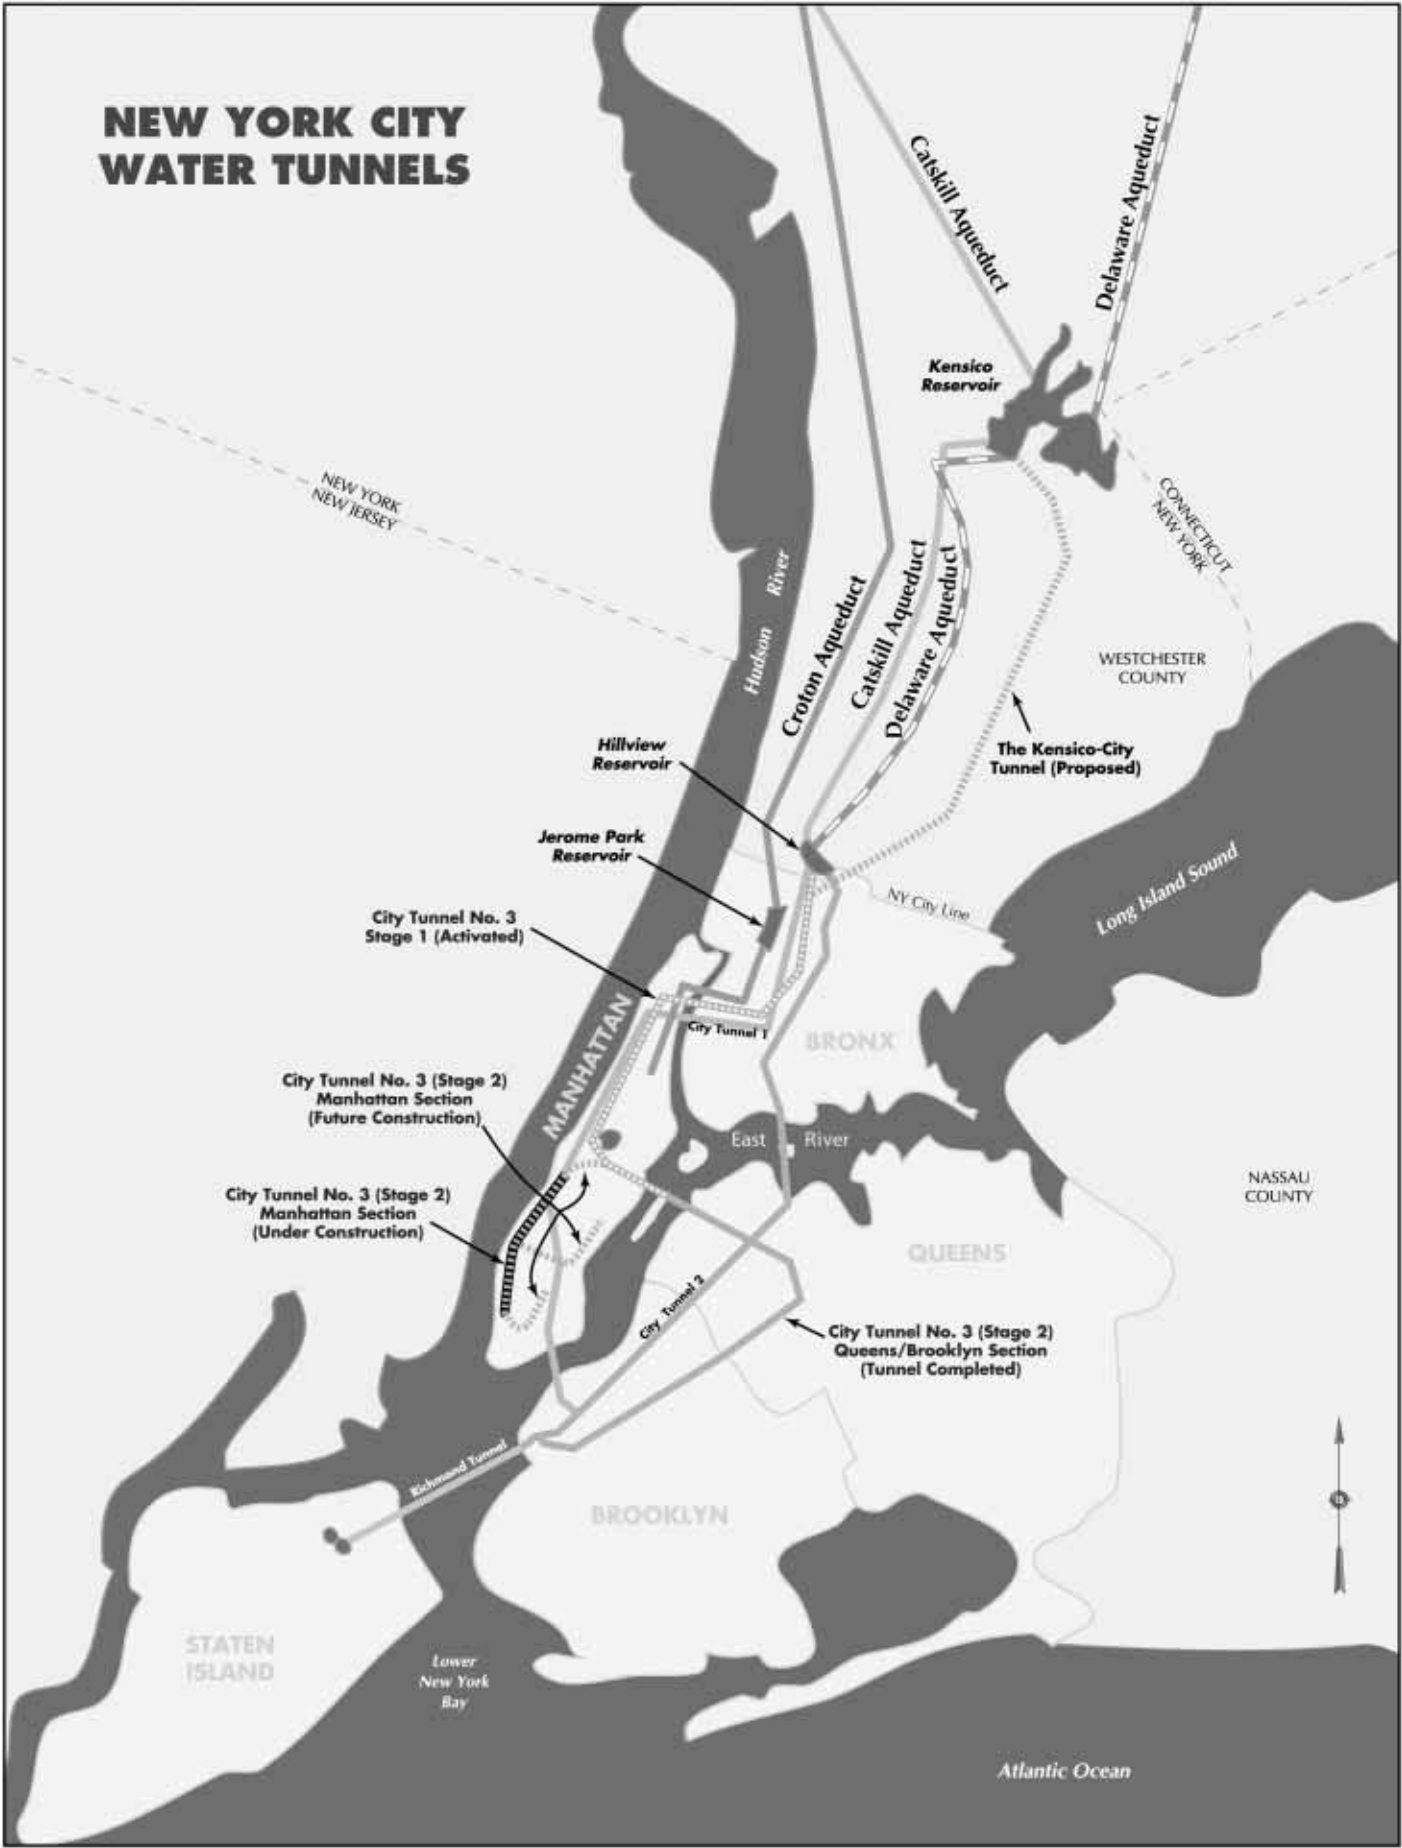 NEW YORK CITY
WATER TUNNELS
Catskill Aqueduct
Delaware Aqueduct
Kensico
Reservoir
NEW YORK
NEW JERSEY
CONNECTICUT
NEW YORK
Hudson River
Croton Aqueduct
Catskill Aqueduct
Delaware Aqueduct
WESTCHESTER
COUNTY
The Kensico-City
Tunnel (Proposed)
Hillview
Reservoir
Jerome Park
Reservoir
NY City Line
Long Island Sound
City Tunnel No. 3
Stage 1 (Activated)
MANHATTAN
City Tunnel 1
BRONX
City Tunnel No. 3 (Stage 2)
Manhattan Section
(Future Construction)
East River
NASSAU
COUNTY
City Tunnel No. 3 (Stage 2)
Manhattan Section
(Under Construction)
QUEENS
City Tunnel 2
City Tunnel No. 3 (Stage 2)
Queens/Brooklyn Section
(Tunnel Completed)
Richmond Tunnel
BROOKLYN
STATEN
ISLAND
Lower
New York
Bay
Atlantic Ocean